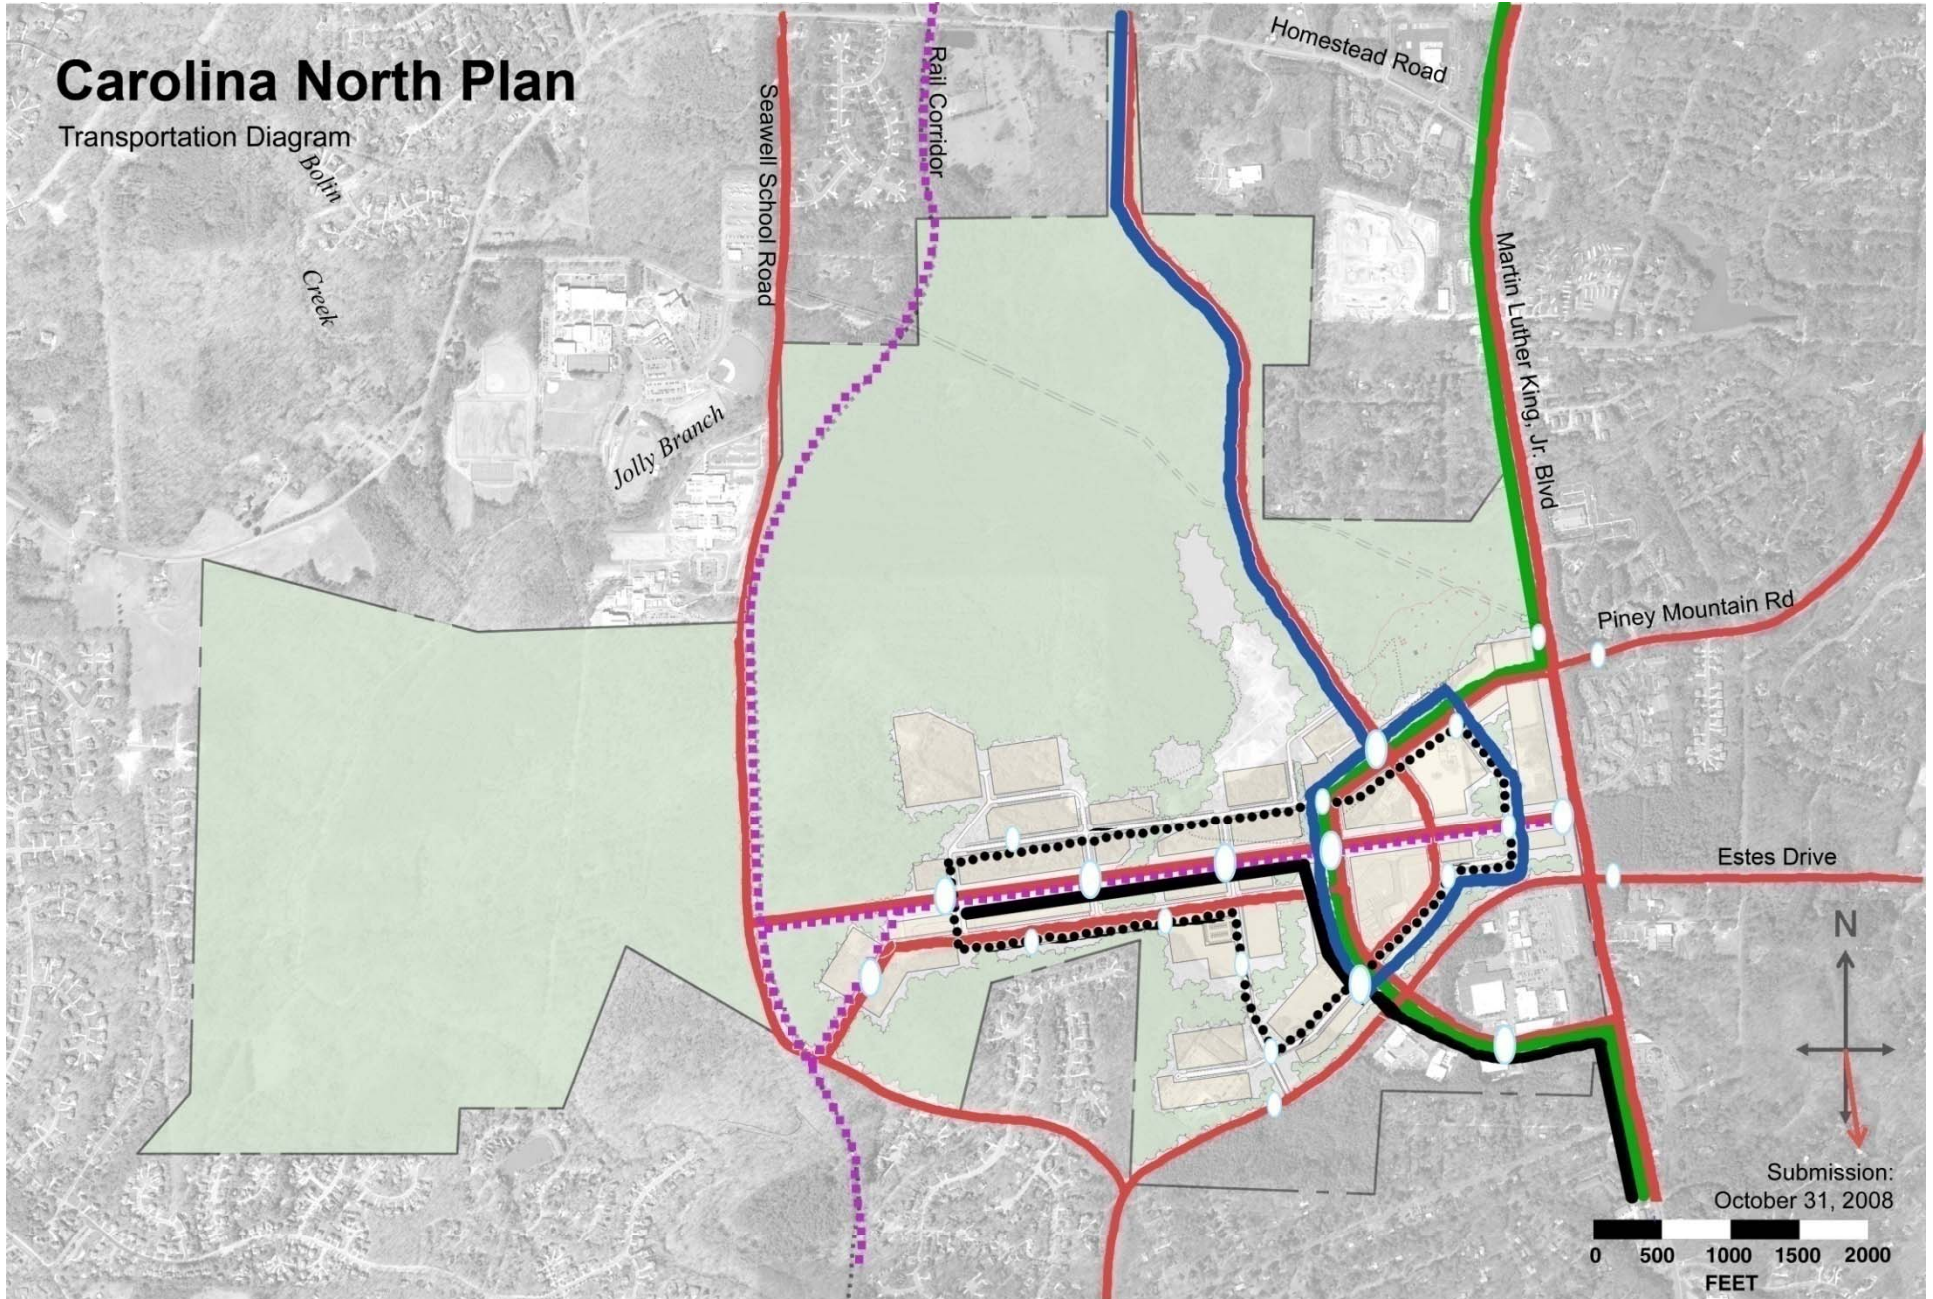 Carolina North Plan
Transportation Diagram
Bolin
Creek
Jolly Branch
Seawell School Road
Rail Corridor
Homestead Road
Martin Luther King, Jr. Blvd
Piney Mountain Rd
Estes Drive
N
Submission:
October 31, 2008
0 500 1000 1500 2000
FEET